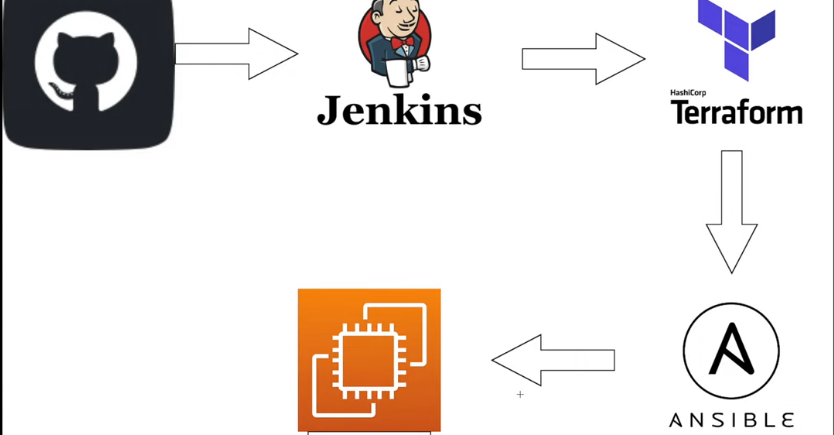 Jenkins
HashiCorp
Terraform
ANSIBLE